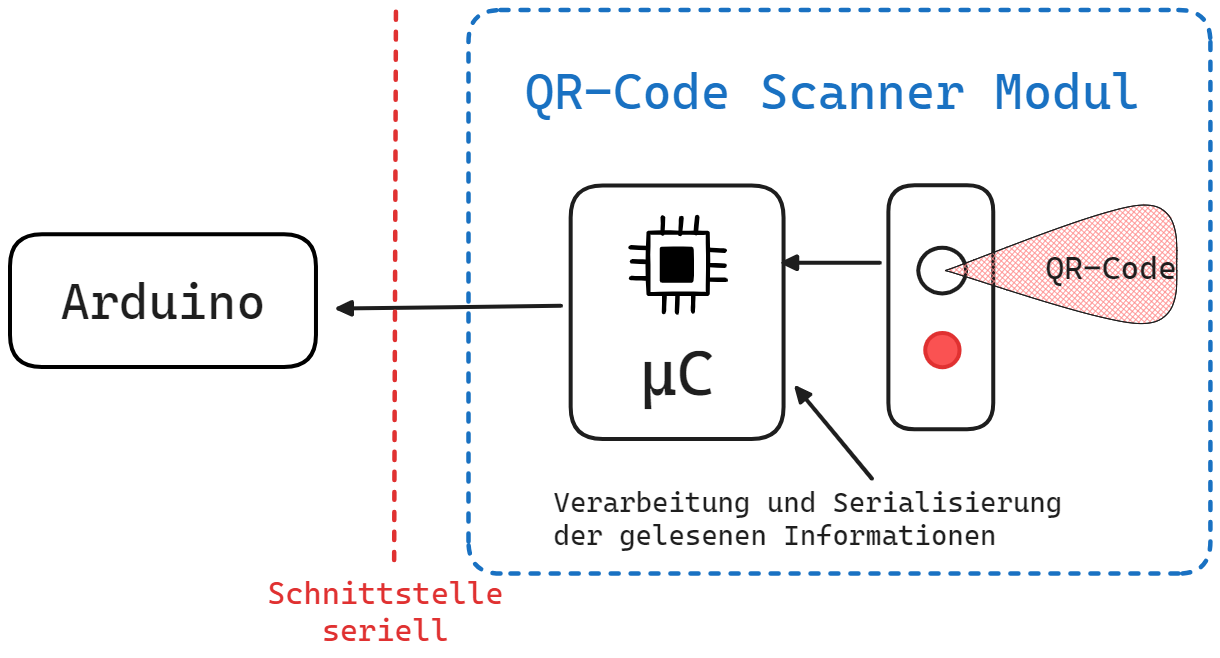 QR-Code Scanner Modul
Arduino
µC
QR-Code
Verarbeitung und Serialisierung
der gelesenen Informationen
Schnittstelle
seriell